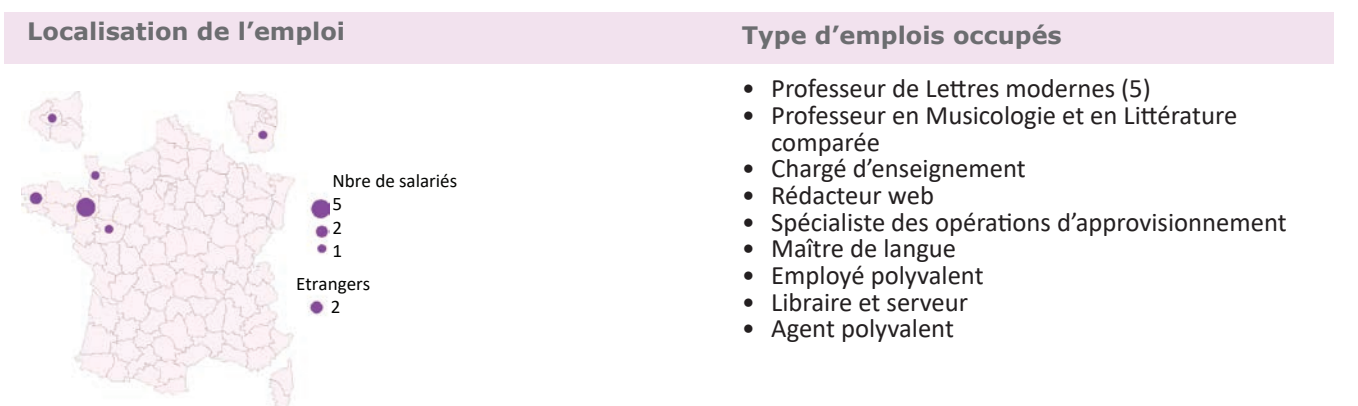 Localisation de l’emploi
Nbre de salariés
5
2
1
Etrangers
2
Type d’emplois occupés
• Professeur de Lettres modernes (5)
• Professeur en Musicologie et en Littérature
comparée
• Chargé d’enseignement
• Rédacteur web
• Spécialiste des opérations d’approvisionnement
• Maître de langue
• Employé polyvalent
• Libraire et serveur
• Agent polyvalent